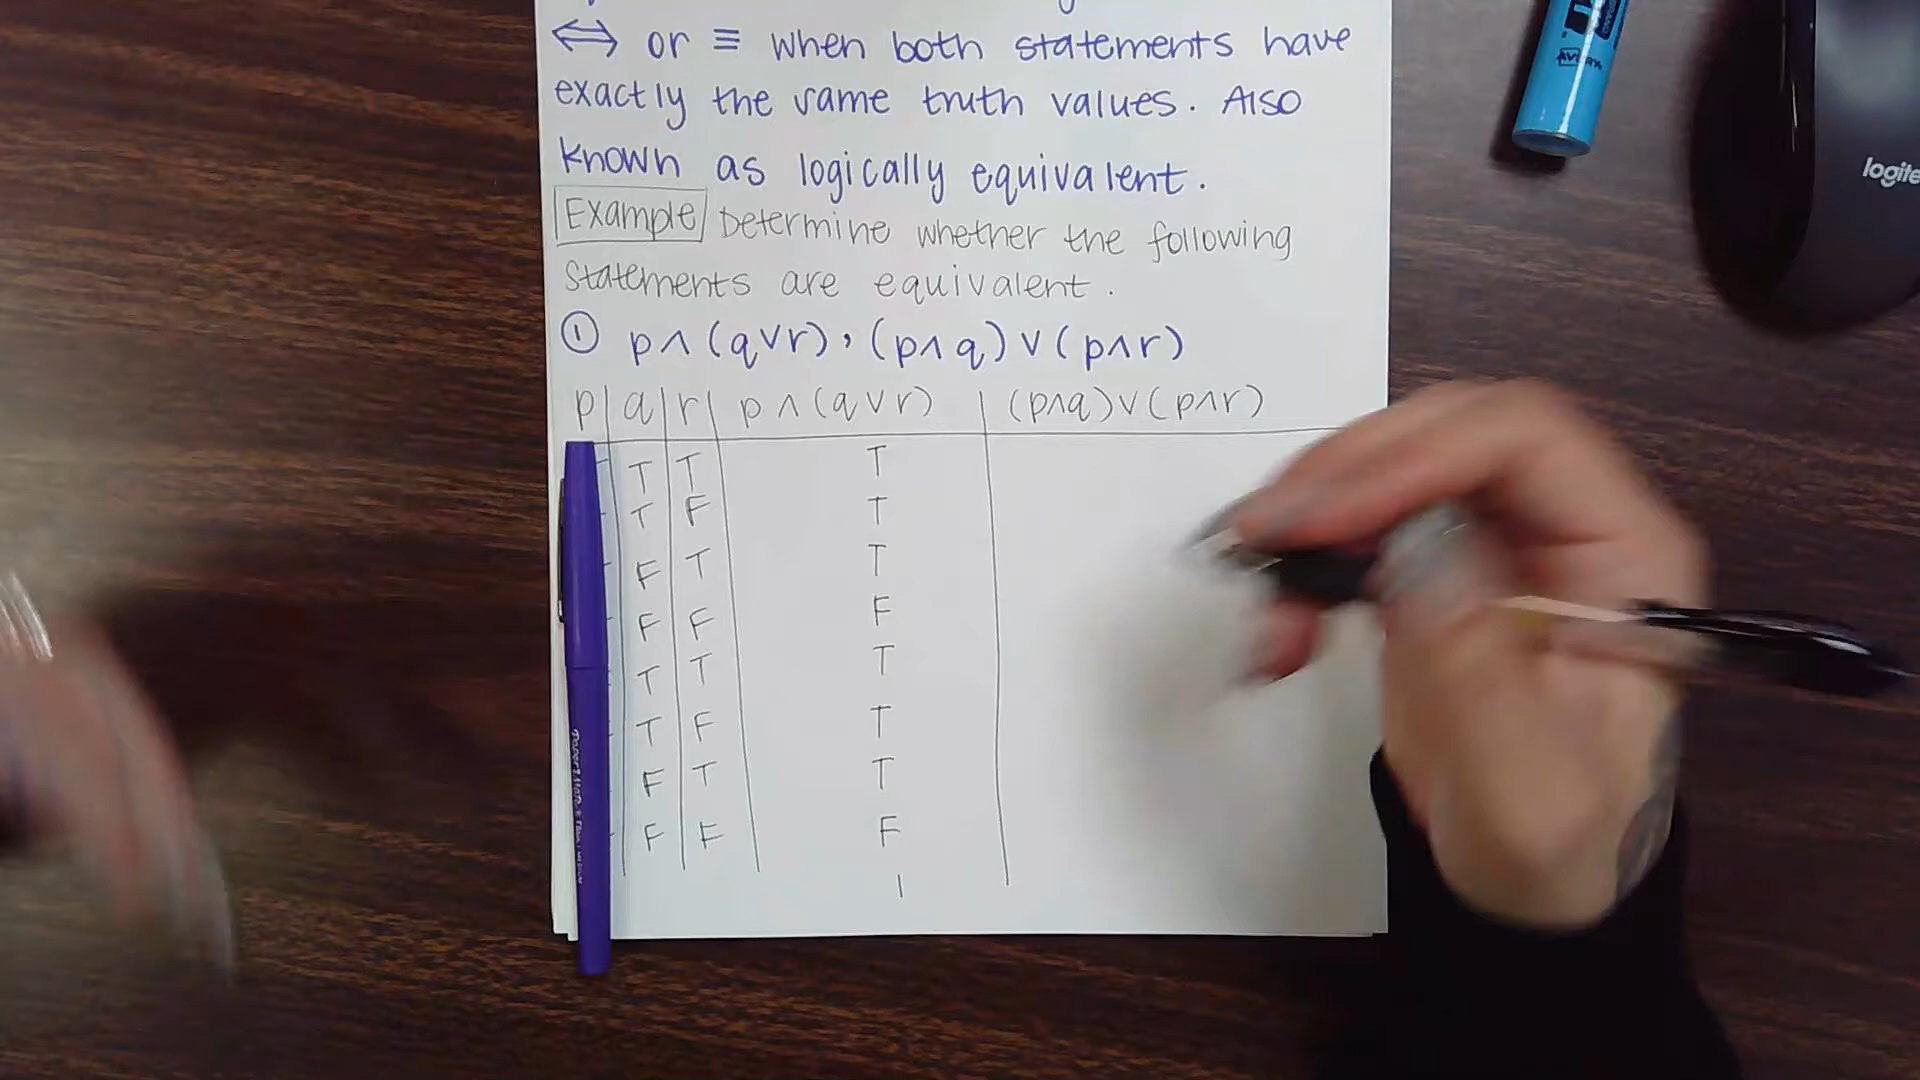 ⟺ or ≡ when both statements have
exactly the same truth values. Also
known as logically equivalent.
Example Determine whether the following
statements are equivalent.
① p∧(q∨r), (p∧q)∨(p∧r)
p q r p∧(q∨r) (p∧q)∨(p∧r)
T T T
T F T
F T T
F F F
T T T
T F T
F T T
F F F
AVERY
logite